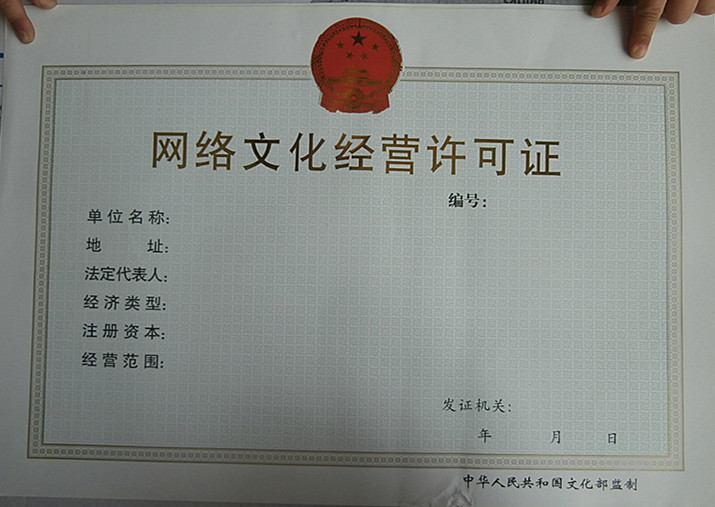 网络文化经营许可证
编号：
单位名称：
地 址：
法定代表人：
经济类型：
注册资本：
经营范围：
发证机关：
年 月 日
中华人民共和国文化部监制